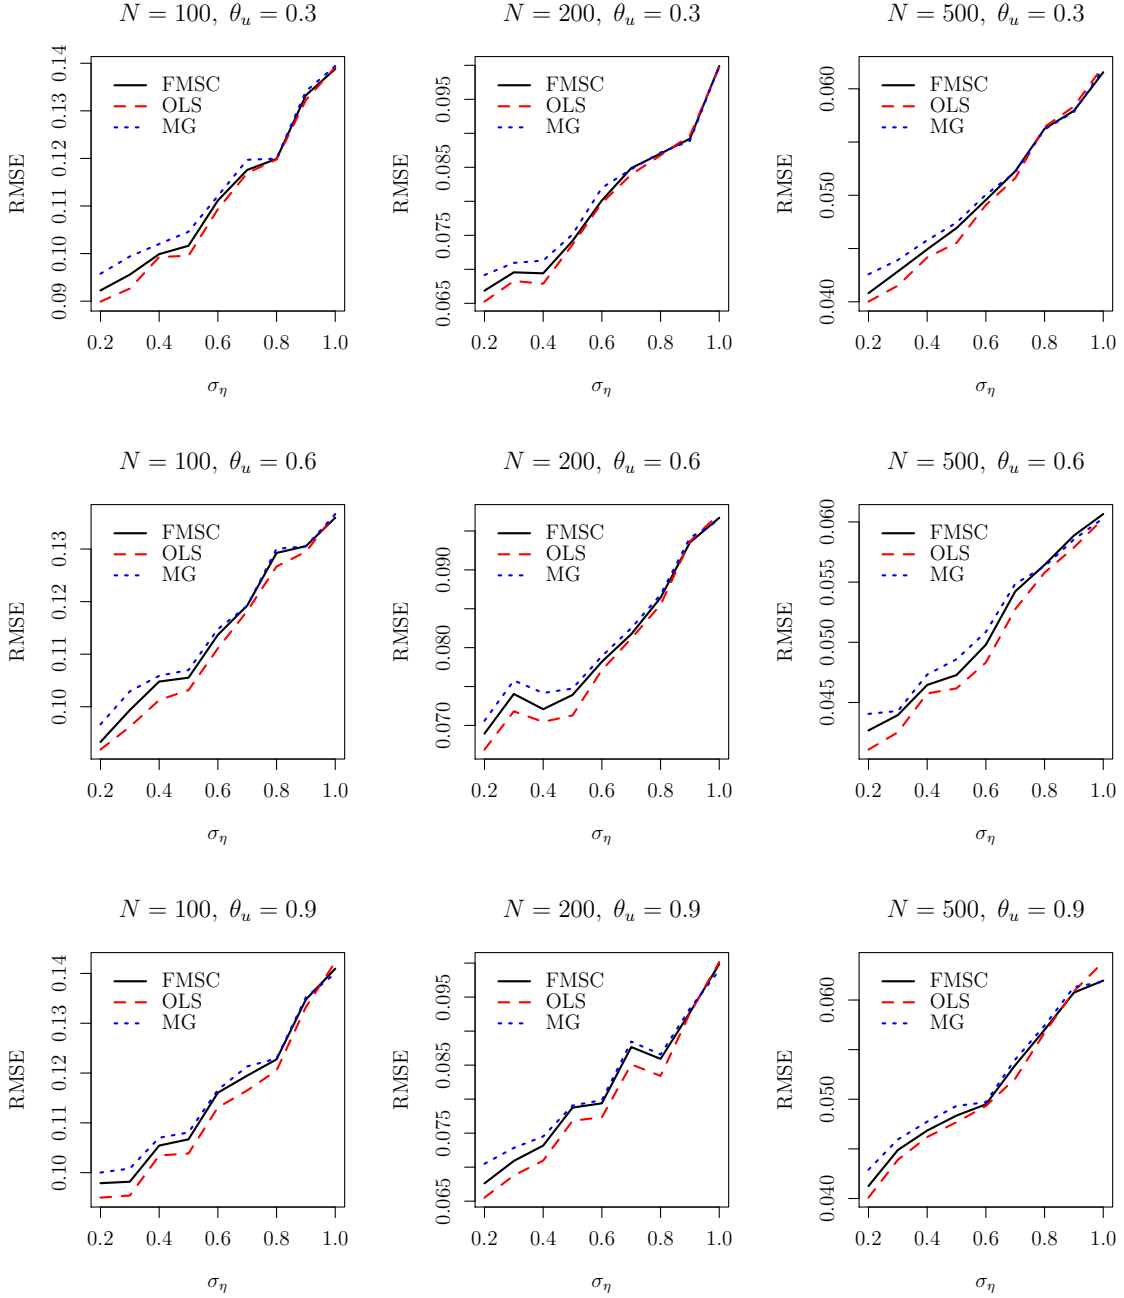 N = 100, θᵤ = 0.3
RMSE
0.09 0.10 0.11 0.12 0.13 0.14
FMSC
OLS
MG
0.2 0.4 0.6 0.8 1.0
σ_η
N = 200, θᵤ = 0.3
RMSE
0.065 0.075 0.085 0.095
FMSC
OLS
MG
0.2 0.4 0.6 0.8 1.0
σ_η
N = 500, θᵤ = 0.3
RMSE
0.040 0.050 0.060
FMSC
OLS
MG
0.2 0.4 0.6 0.8 1.0
σ_η
N = 100, θᵤ = 0.6
RMSE
0.10 0.11 0.12 0.13
FMSC
OLS
MG
0.2 0.4 0.6 0.8 1.0
σ_η
N = 200, θᵤ = 0.6
RMSE
0.070 0.080 0.090
FMSC
OLS
MG
0.2 0.4 0.6 0.8 1.0
σ_η
N = 500, θᵤ = 0.6
RMSE
0.045 0.050 0.055 0.060
FMSC
OLS
MG
0.2 0.4 0.6 0.8 1.0
σ_η
N = 100, θᵤ = 0.9
RMSE
0.10 0.11 0.12 0.13 0.14
FMSC
OLS
MG
0.2 0.4 0.6 0.8 1.0
σ_η
N = 200, θᵤ = 0.9
RMSE
0.065 0.075 0.085 0.095
FMSC
OLS
MG
0.2 0.4 0.6 0.8 1.0
σ_η
N = 500, θᵤ = 0.9
RMSE
0.040 0.050 0.060
FMSC
OLS
MG
0.2 0.4 0.6 0.8 1.0
σ_η